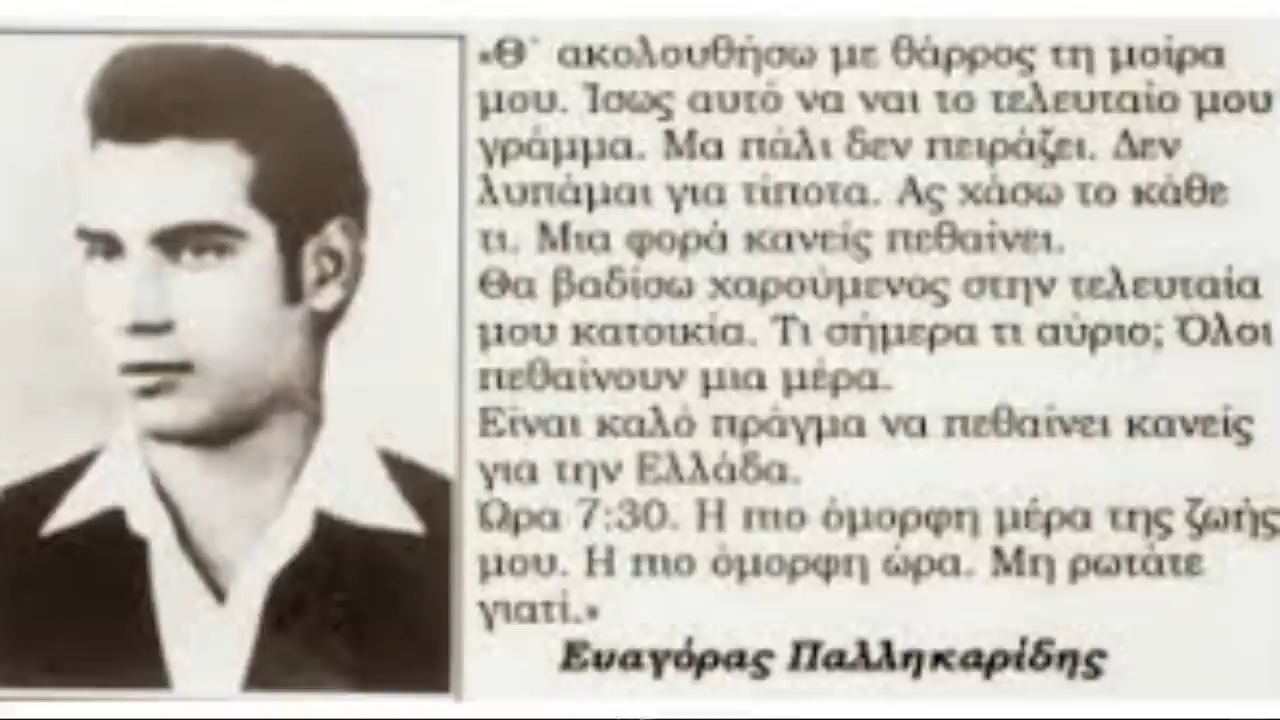 «Θ᾽ ακολουθήσω με θάρρος τη μοίρα
μου. Ίσως αυτό να ναι το τελευταίο μου
γράμμα. Μα πάλι δεν πειράζει. Δεν
λυπάμαι για τίποτα. Ας χάσω το κάθε
τι. Μια φορά κανείς πεθαίνει.
Θα βαδίσω χαρούμενος στην τελευταία
μου κατοικία. Τι σήμερα τι αύριο; Όλοι
πεθαίνουν μια μέρα.
Είναι καλό πράγμα να πεθαίνει κανείς
για την Ελλάδα.
Ώρα 7:30. Η πιο όμορφη μέρα της ζωής
μου. Η πιο όμορφη ώρα. Μη ρωτάτε
γιατί.»
Ευαγόρας Παλληκαρίδης